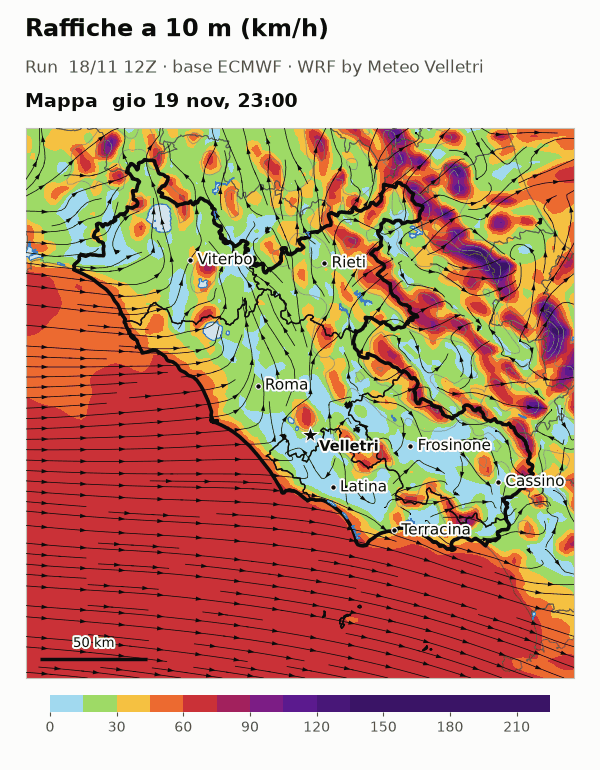 Raffiche a 10 m (km/h)
Run  18/11 12Z · base ECMWF · WRF by Meteo Velletri
Mappa  gio 19 nov, 23:00
Viterbo
Rieti
Roma
Velletri
Frosinone
Latina
Cassino
Terracina
50 km
0 30 60 90 120 150 180 210